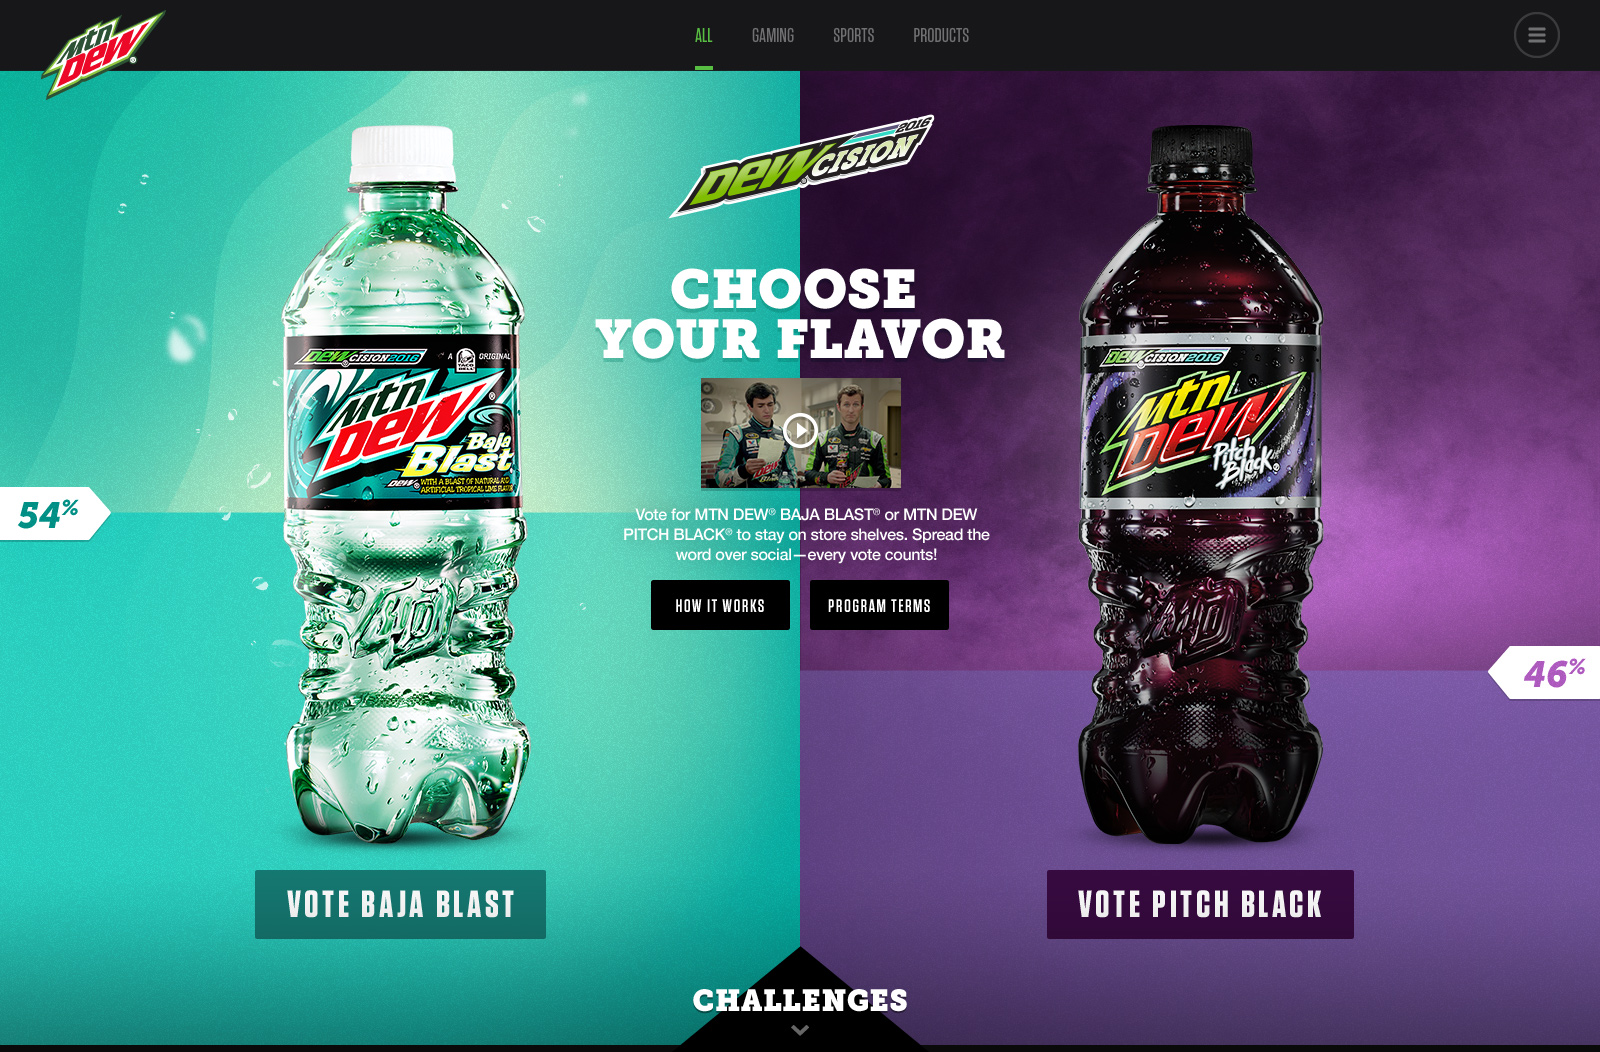 Mtn DEW®
ALL GAMING SPORTS PRODUCTS
DEWCISION 2016
CHOOSE
YOUR FLAVOR
Vote for MTN DEW® BAJA BLAST® or MTN DEW
PITCH BLACK® to stay on store shelves. Spread the
word over social—every vote counts!
HOW IT WORKS
PROGRAM TERMS
DEWCISION 2016
A TACO BELL ORIGINAL
Mtn
DEW®
Baja
Blast
DEW® WITH A BLAST OF NATURAL AND
ARTIFICIAL TROPICAL LIME FLAVOR
DEWCISION 2016
Mtn
DEW
Pitch
Black®
54%
46%
VOTE BAJA BLAST
VOTE PITCH BLACK
CHALLENGES